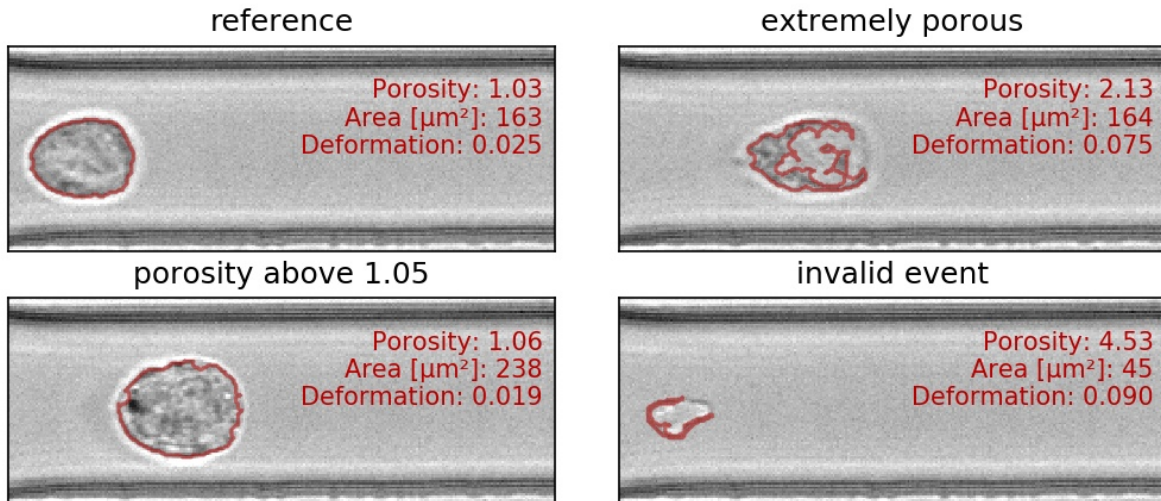 reference
Porosity: 1.03
Area [µm²]: 163
Deformation: 0.025
extremely porous
Porosity: 2.13
Area [µm²]: 164
Deformation: 0.075
porosity above 1.05
Porosity: 1.06
Area [µm²]: 238
Deformation: 0.019
invalid event
Porosity: 4.53
Area [µm²]: 45
Deformation: 0.090